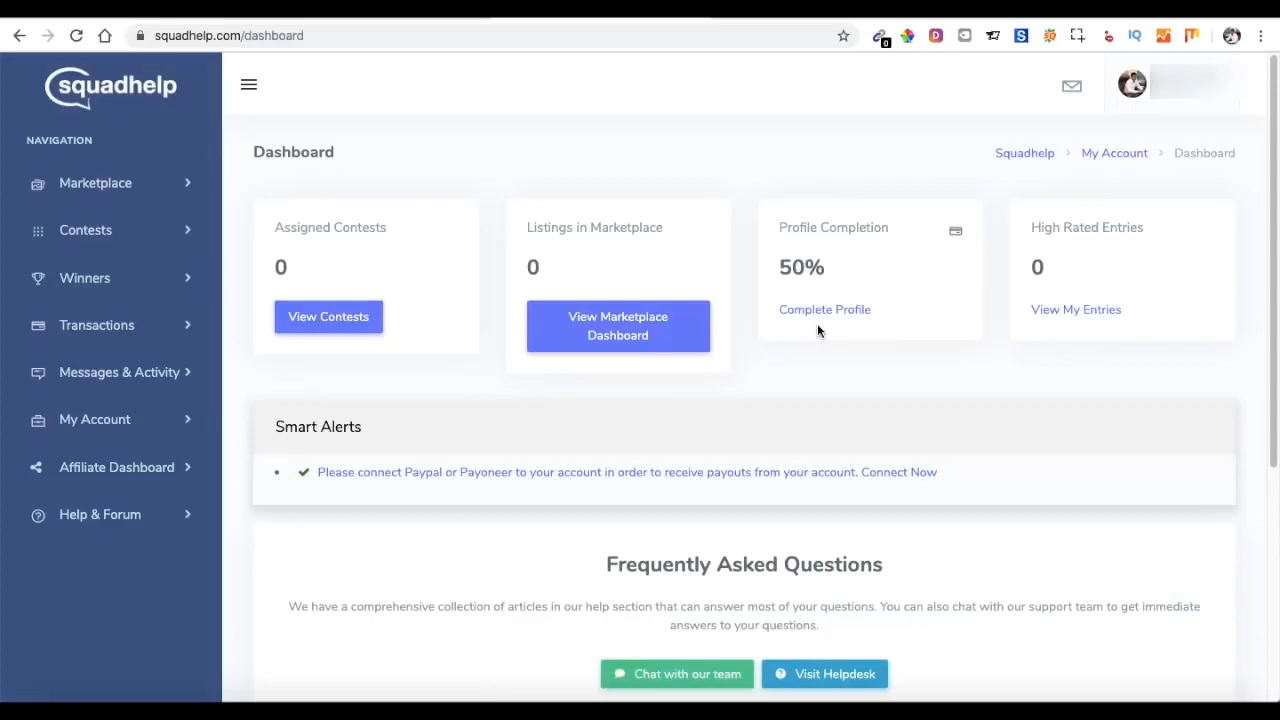 squadhelp.com/dashboard
0
D
S
IQ
squadhelp
NAVIGATION
Marketplace
Contests
Winners
Transactions
Messages & Activity
My Account
Affiliate Dashboard
Help & Forum
Dashboard
Squadhelp > My Account > Dashboard
Assigned Contests
0
View Contests
Listings in Marketplace
0
View Marketplace
Dashboard
Profile Completion
50%
Complete Profile
High Rated Entries
0
View My Entries
Smart Alerts
Please connect Paypal or Payoneer to your account in order to receive payouts from your account. Connect Now
Frequently Asked Questions
We have a comprehensive collection of articles in our help section that can answer most of your questions. You can also chat with our support team to get immediate
answers to your questions.
Chat with our team
Visit Helpdesk